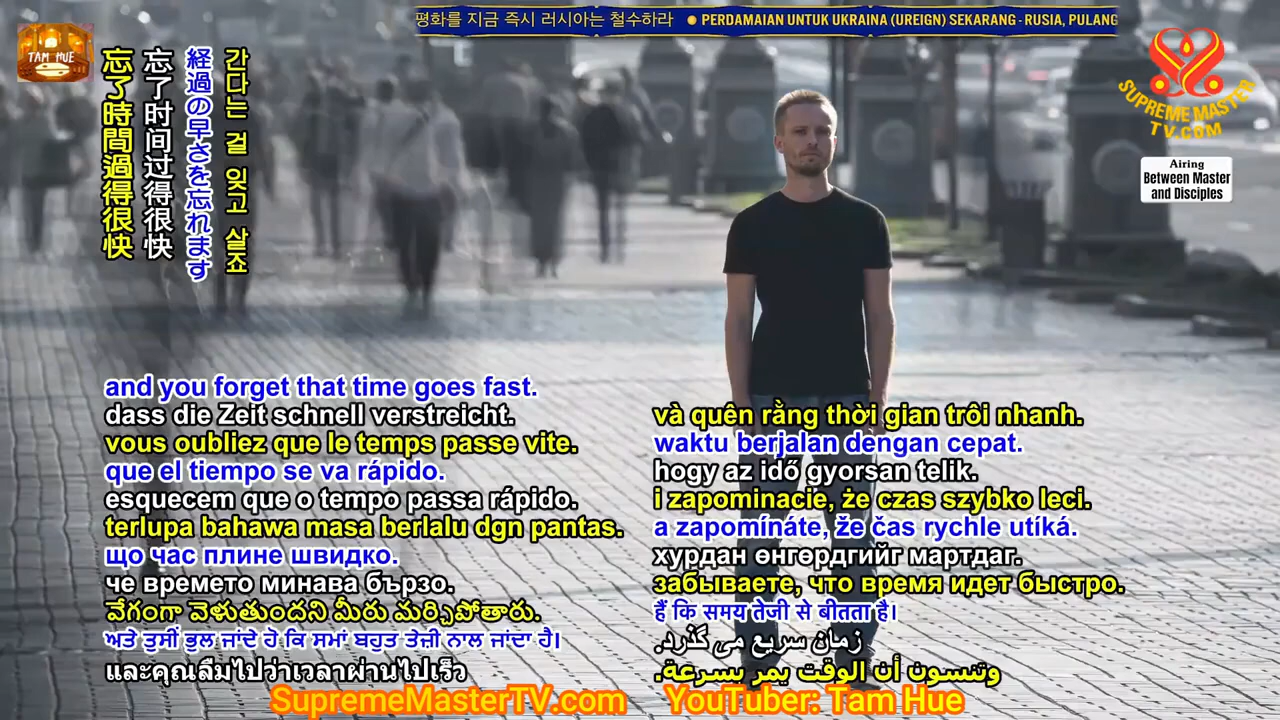 평화를 지금 즉시 러시아는 철수하라 ● PERDAMAIAN UNTUK UKRAINA (UREIGN) SEKARANG - RUSIA, PULANG
TAM HUE
SUPREME MASTER
TV.COM
Airing
Between Master
and Disciples
忘了時間過得很快
忘了时间过得很快
経過の早さを忘れます
간다는 걸 잊고 살죠
and you forget that time goes fast.
dass die Zeit schnell verstreicht.
vous oubliez que le temps passe vite.
que el tiempo se va rápido.
esquecem que o tempo passa rápido.
terlupa bahawa masa berlalu dgn pantas.
що час плине швидко.
че времето минава бързо.
వేగంగా వెళుతుందని మీరు మర్చిపోతారు.
ਅਤੇ ਤੁਸੀਂ ਭੁਲ ਜਾਂਦੇ ਹੋ ਕਿ ਸਮਾਂ ਬਹੁਤ ਤੇਜ਼ੀ ਨਾਲ ਜਾਂਦਾ ਹੈ।
และคุณลืมไปว่าเวลาผ่านไปเร็ว
và quên rằng thời gian trôi nhanh.
waktu berjalan dengan cepat.
hogy az idő gyorsan telik.
i zapominacie, że czas szybko leci.
a zapomínáte, že čas rychle utíká.
хурдан өнгөрдгийг мартдаг.
забываете, что время идет быстро.
हैं कि समय तेजी से बीतता है।
زمان سریع می گذرد.
وتنسون أن الوقت يمر بسرعة.
SupremeMasterTV.com
YouTuber: Tam Hue